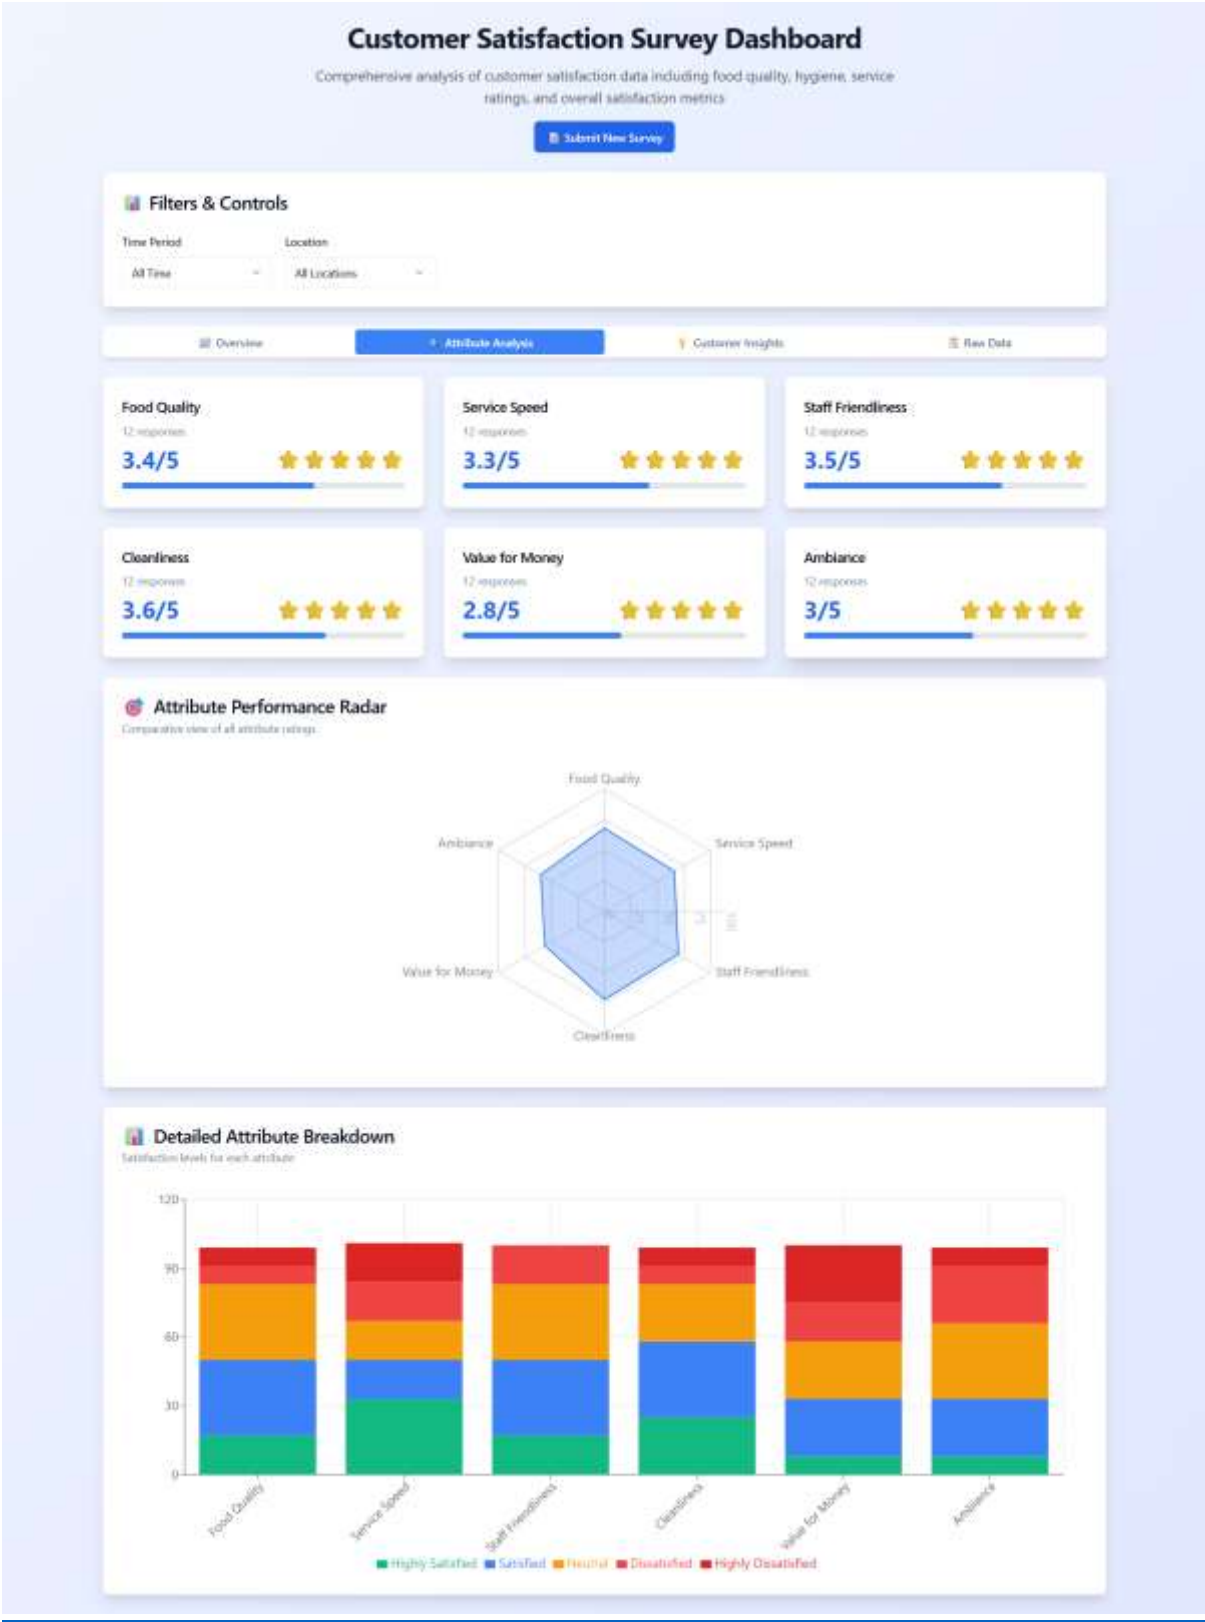 Customer Satisfaction Survey Dashboard
Comprehensive analysis of customer satisfaction data including food quality, hygiene, service
ratings, and overall satisfaction metrics
Submit New Survey
Filters & Controls
Time Period Location
All Time All Locations
Overview Attribute Analysis Customer Insights Raw Data
Food Quality Service Speed Staff Friendliness
12 responses 12 responses 12 responses
3.4/5 3.3/5 3.5/5
Cleanliness Value for Money Ambiance
12 responses 12 responses 12 responses
3.6/5 2.8/5 3/5
Attribute Performance Radar
Comparative view of all attribute ratings
Food Quality
Ambiance Service Speed
Value for Money Staff Friendliness
Cleanliness
Detailed Attribute Breakdown
Satisfaction levels for each attribute
120
90
60
30
0
Food Quality Service Speed Staff Friendliness Cleanliness Value for Money Ambiance
Highly Satisfied Satisfied Neutral Dissatisfied Highly Dissatisfied